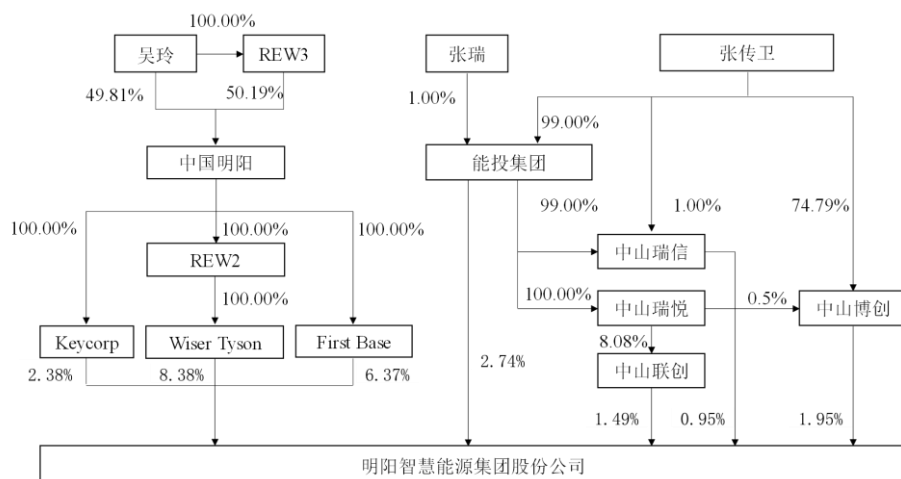 100.00%
吴玲
REW3
张瑞
张传卫
49.81%
50.19%
1.00%
99.00%
中国明阳
能投集团
99.00%
1.00%
74.79%
100.00%
100.00%
100.00%
REW2
中山瑞信
100.00%
100.00%
中山瑞悦
0.5%
中山博创
Keycorp
Wiser Tyson
First Base
8.08%
2.38%
8.38%
6.37%
2.74%
中山联创
1.49%
0.95%
1.95%
明阳智慧能源集团股份公司